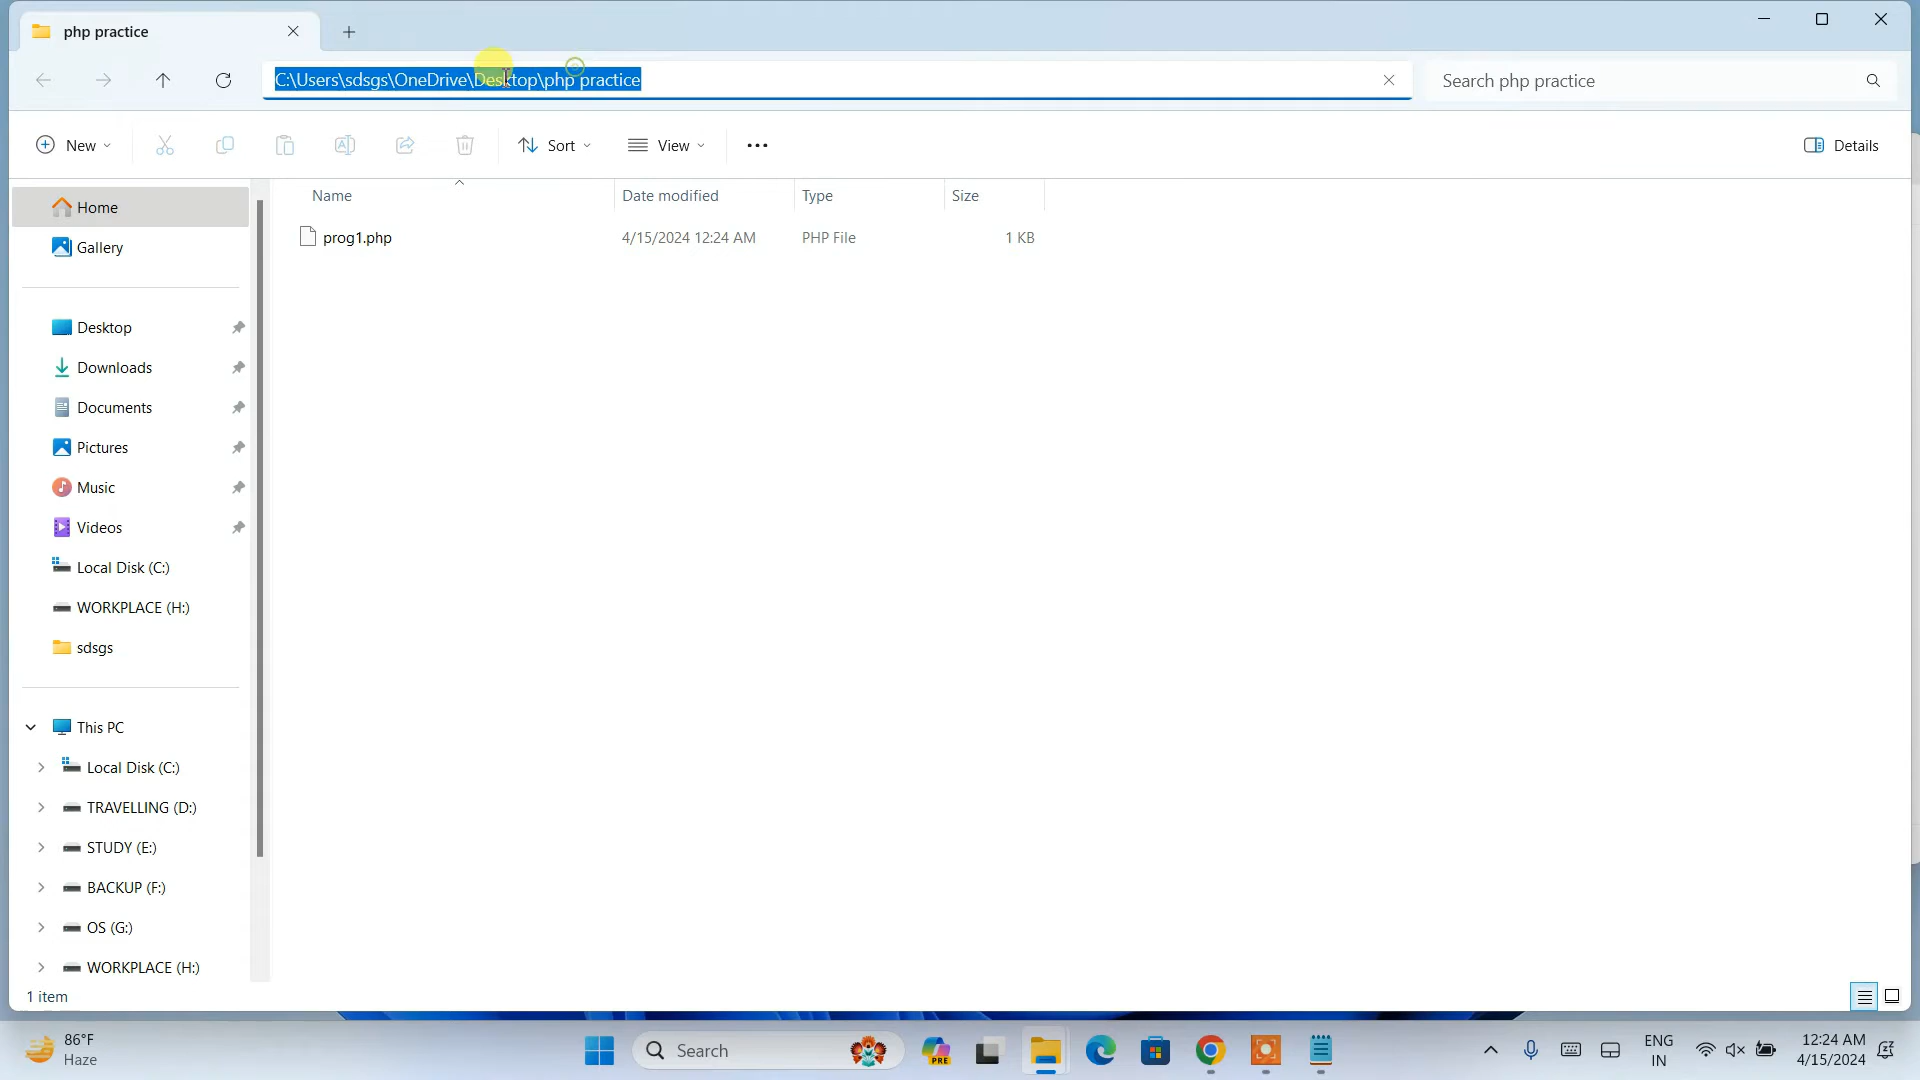 php practice
C:\Users\sdsgs\OneDrive\Desktop\php practice
Search php practice
New
Sort
View
Details
Name
Date modified
Type
Size
prog1.php
4/15/2024 12:24 AM
PHP File
1 KB
Home
Gallery
Desktop
Downloads
Documents
Pictures
Music
Videos
Local Disk (C:)
WORKPLACE (H:)
sdsgs
This PC
Local Disk (C:)
TRAVELLING (D:)
STUDY (E:)
BACKUP (F:)
OS (G:)
WORKPLACE (H:)
1 item
86°F
Haze
Search
PRE
ENG
IN
12:24 AM
4/15/2024